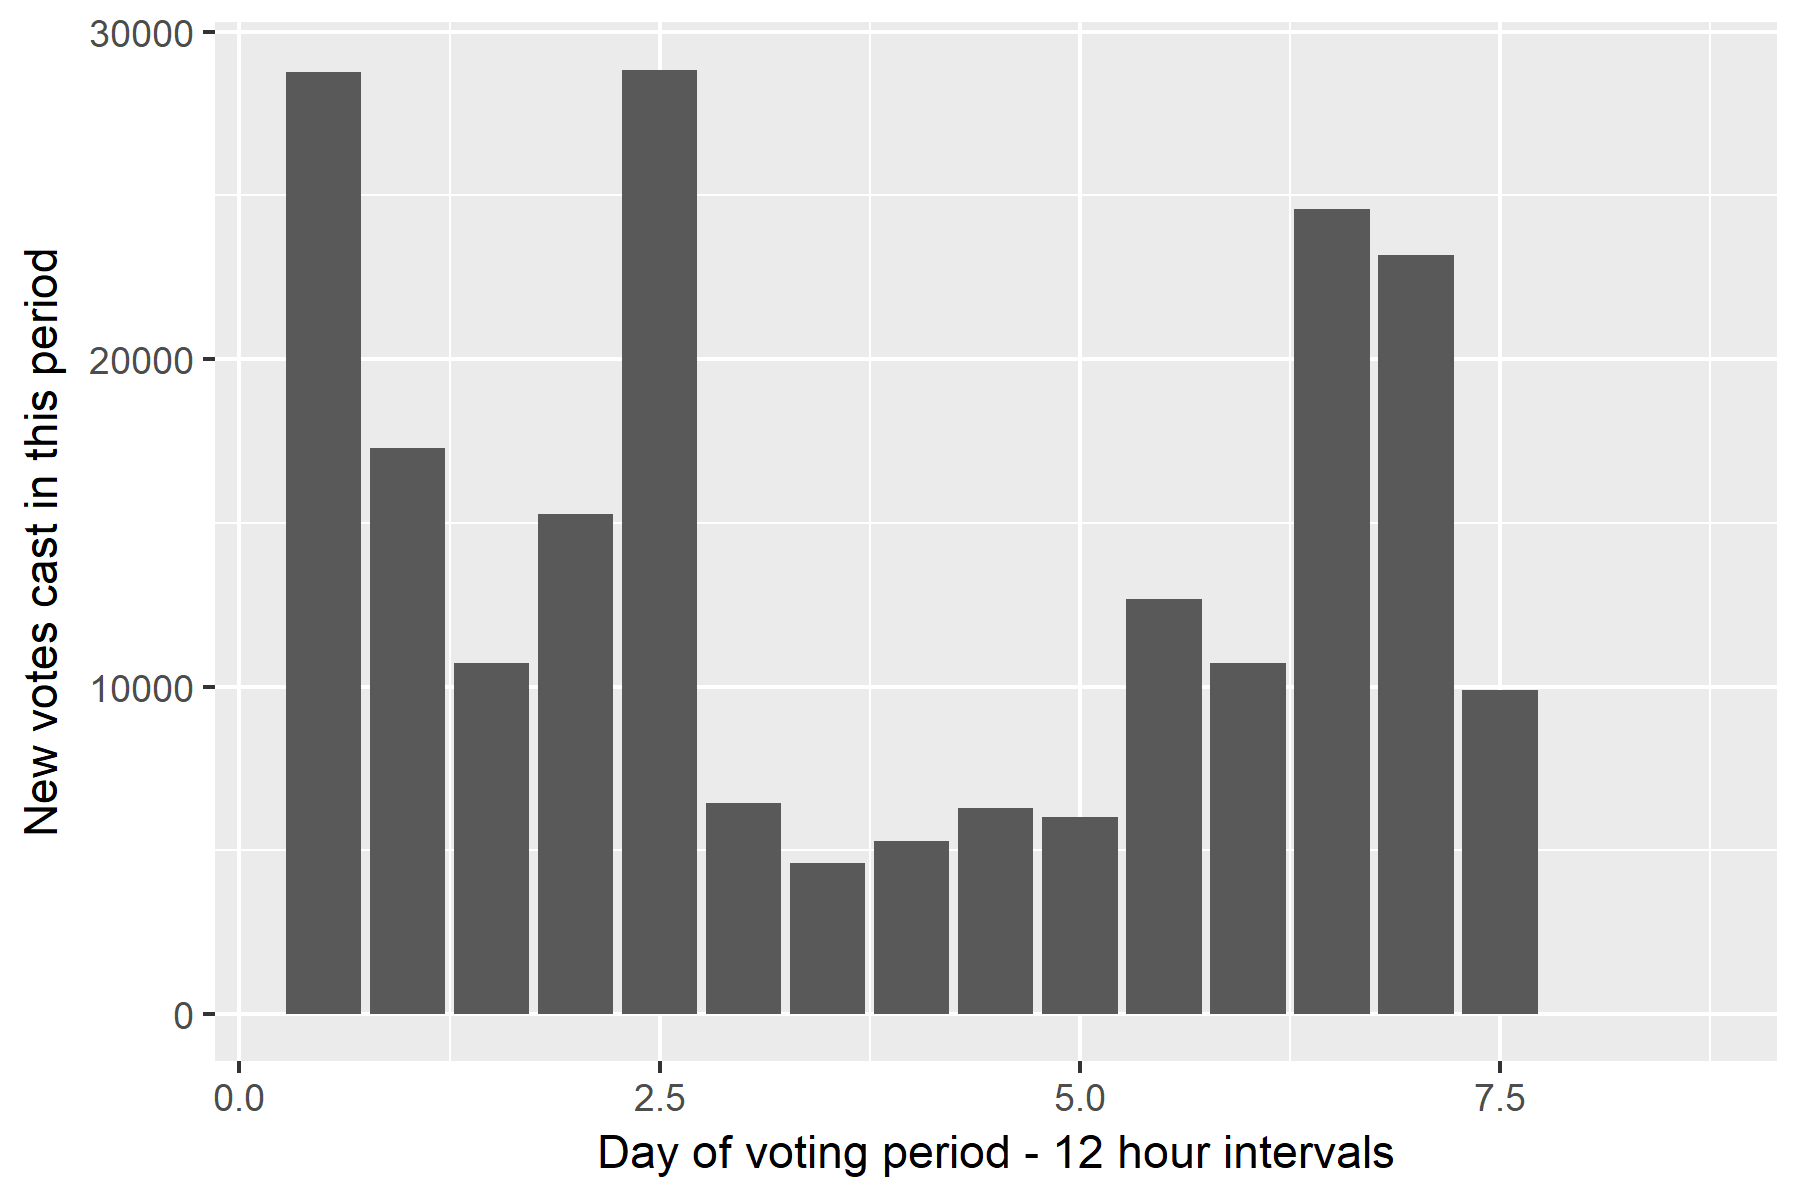 New votes cast in this period
30000
20000
10000
0
0.0 2.5 5.0 7.5
Day of voting period - 12 hour intervals